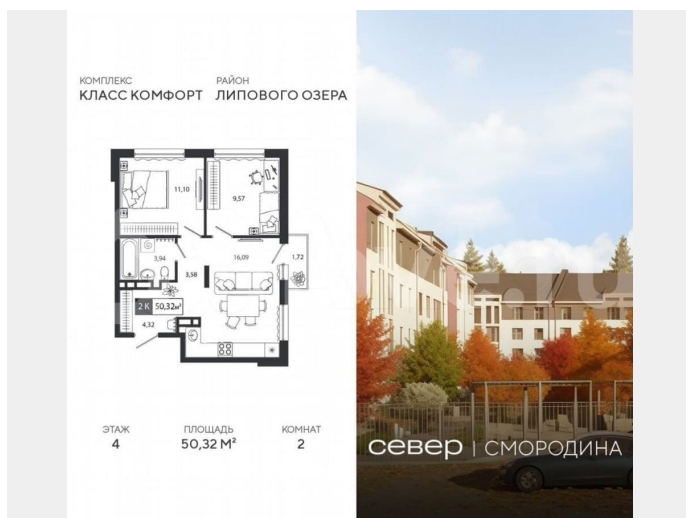 КОМПЛЕКС
КЛАСС КОМФОРТ
РАЙОН
ЛИПОВОГО ОЗЕРА
11,10
9,57
3,94
3,58
16,09
1,72
2 К 50,32м²
4,32
ЭТАЖ
4
ПЛОЩАДЬ
50,32 М²
КОМНАТ
2
север | СМОРОДИНА